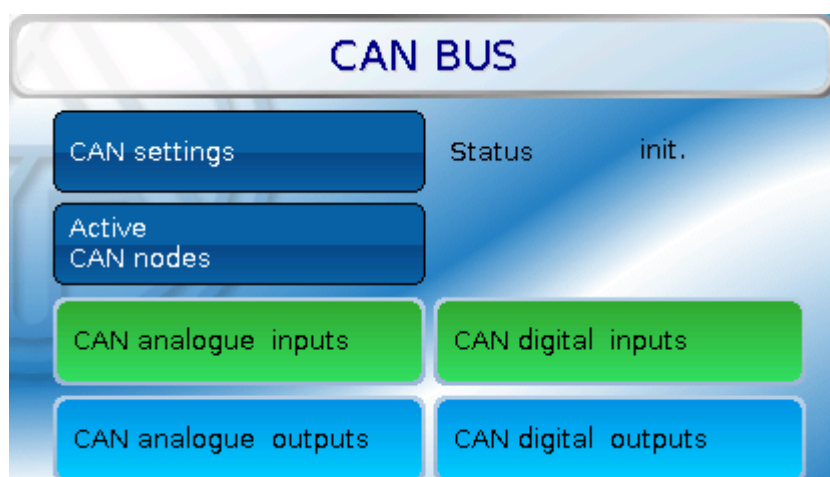 CAN BUS
CAN settings
Status init.
Active
CAN nodes
CAN analogue inputs
CAN digital inputs
CAN analogue outputs
CAN digital outputs